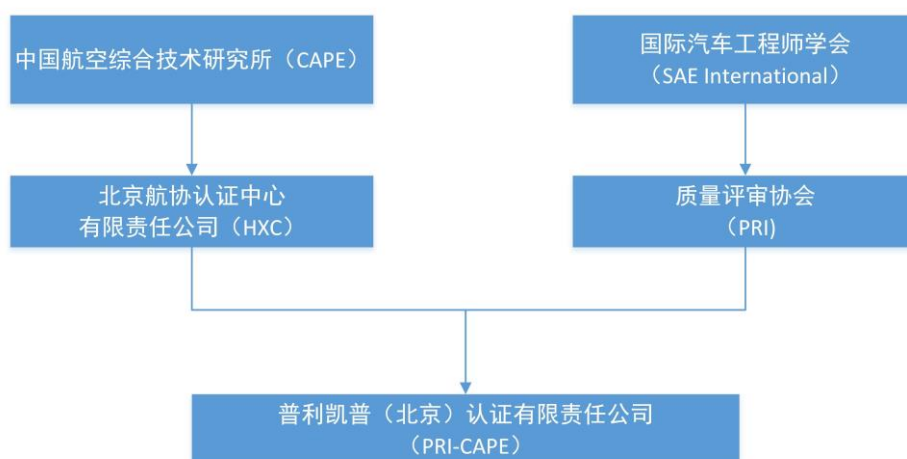 中国航空综合技术研究所（CAPE）
国际汽车工程师学会
（SAE International）
北京航协认证中心
有限责任公司（HXC）
质量评审协会
（PRI)
普利凯普（北京）认证有限责任公司
（PRI-CAPE）